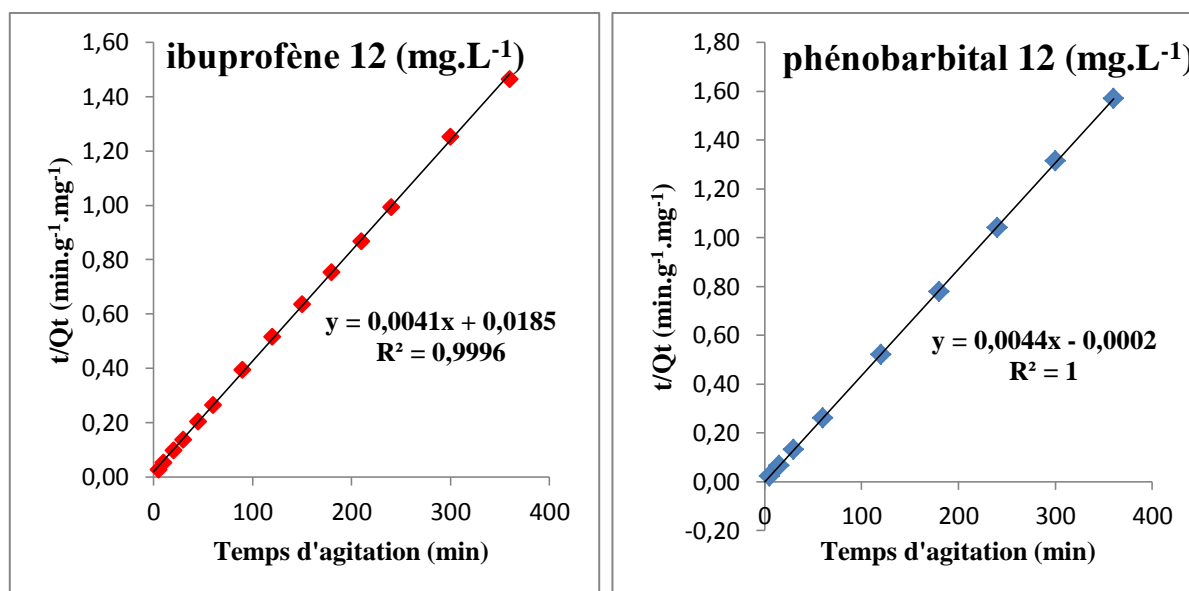 ibuprofène 12 (mg.L-1)
t/Qt (min.g-1.mg-1)
1,60
1,40
1,20
1,00
0,80
0,60
0,40
0,20
0,00
y = 0,0041x + 0,0185
R² = 0,9996
0 100 200 300 400
Temps d'agitation (min)
phénobarbital 12 (mg.L-1)
t/Qt (min.g-1.mg-1)
1,80
1,60
1,40
1,20
1,00
0,80
0,60
0,40
0,20
0,00
-0,20
y = 0,0044x - 0,0002
R² = 1
0 100 200 300 400
Temps d'agitation (min)